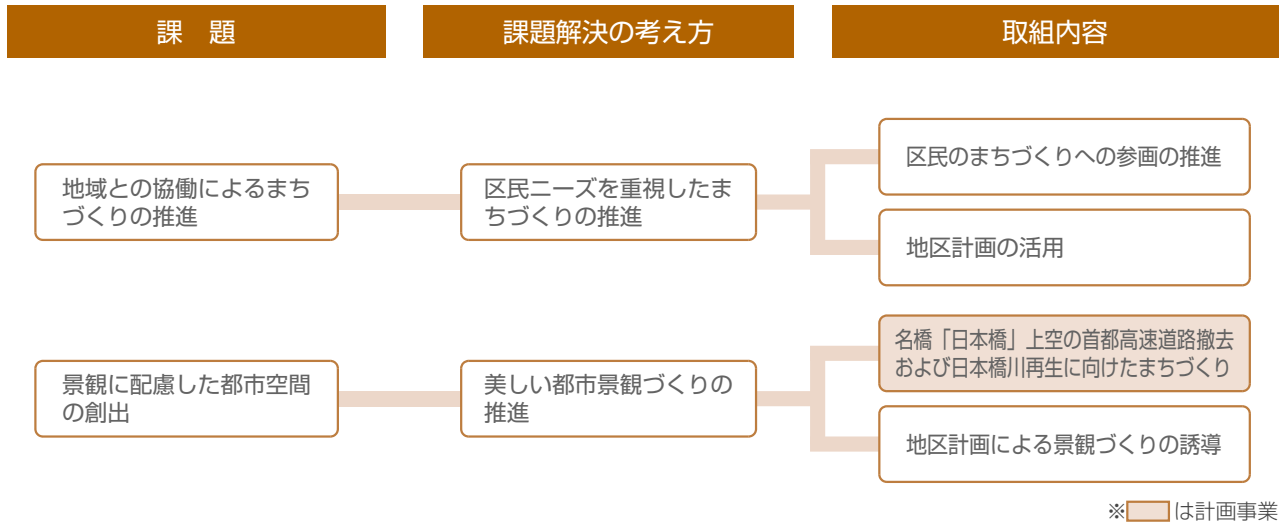 課　題
課題解決の考え方
取組内容
地域との協働によるまち
づくりの推進
区民ニーズを重視したま
ちづくりの推進
区民のまちづくりへの参画の推進
地区計画の活用
景観に配慮した都市空間
の創出
美しい都市景観づくりの
推進
名橋「日本橋」上空の首都高速道路撤去
および日本橋川再生に向けたまちづくり
地区計画による景観づくりの誘導
※は計画事業